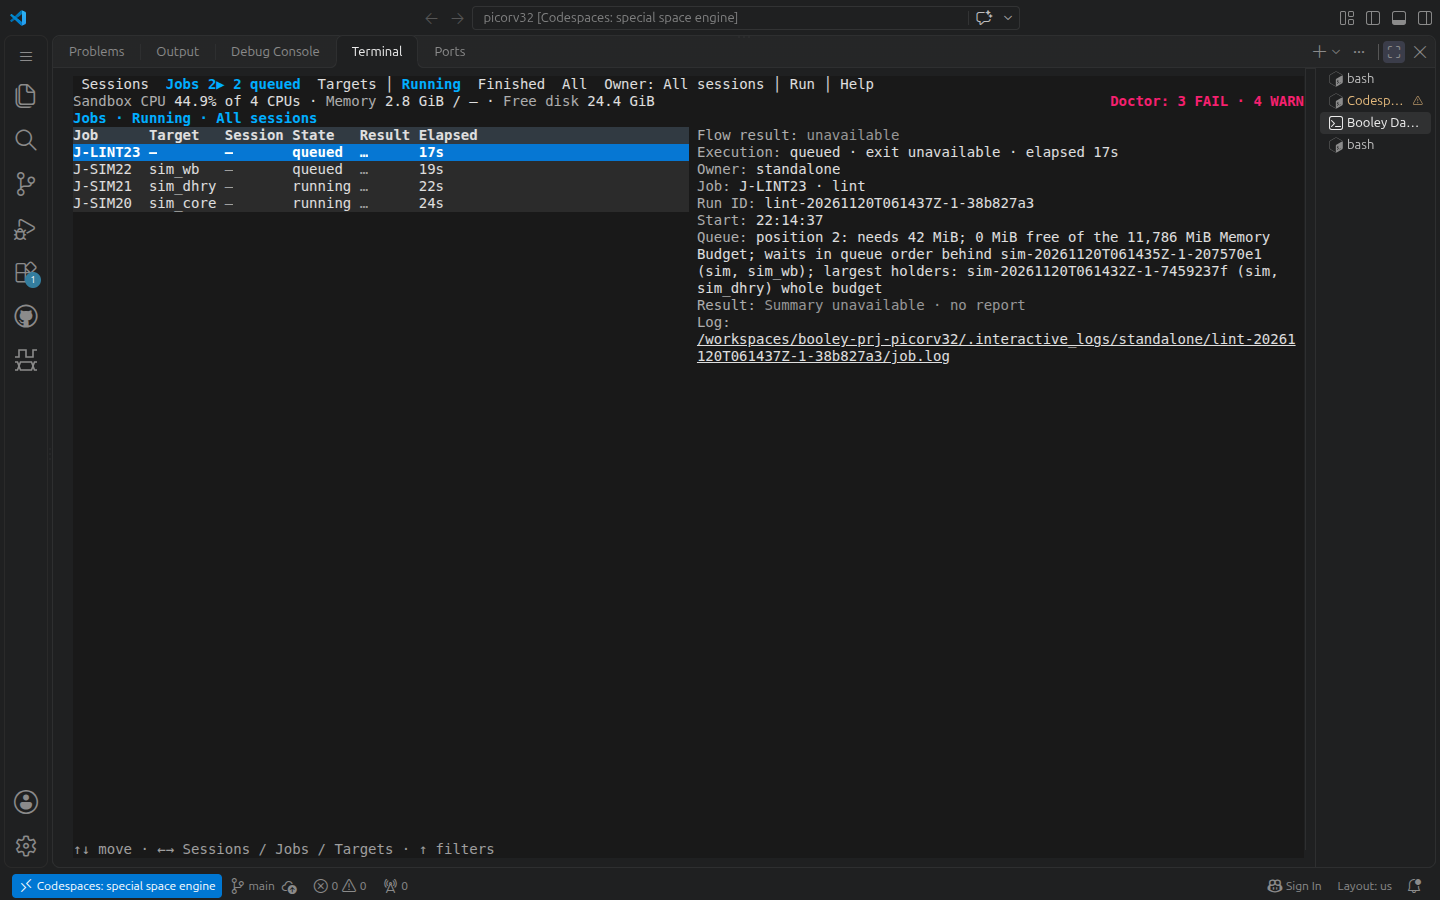 picorv32 [Codespaces: special space engine]
Problems Output Debug Console Terminal Ports
Sessions Jobs 2▶ 2 queued Targets │ Running Finished All Owner: All sessions │ Run │ Help
Sandbox CPU 44.9% of 4 CPUs · Memory 2.8 GiB / — · Free disk 24.4 GiB Doctor: 3 FAIL · 4 WARN
Jobs · Running · All sessions
Job Target Session State Result Elapsed
J-LINT23 — — queued … 17s
J-SIM22 sim_wb — queued … 19s
J-SIM21 sim_dhry — running … 22s
J-SIM20 sim_core — running … 24s
Flow result: unavailable
Execution: queued · exit unavailable · elapsed 17s
Owner: standalone
Job: J-LINT23 · lint
Run ID: lint-20261120T061437Z-1-38b827a3
Start: 22:14:37
Queue: position 2: needs 42 MiB; 0 MiB free of the 11,786 MiB Memory
Budget; waits in queue order behind sim-20261120T061435Z-1-207570e1
(sim, sim_wb); largest holders: sim-20261120T061432Z-1-7459237f (sim,
sim_dhry) whole budget
Result: Summary unavailable · no report
Log:
/workspaces/booley-prj-picorv32/.interactive_logs/standalone/lint-20261
120T061437Z-1-38b827a3/job.log
↑↓ move · ←→ Sessions / Jobs / Targets · ↑ filters
bash
Codesp...
Booley Da...
bash
1
Codespaces: special space engine main 0 0 0 Sign In Layout: us